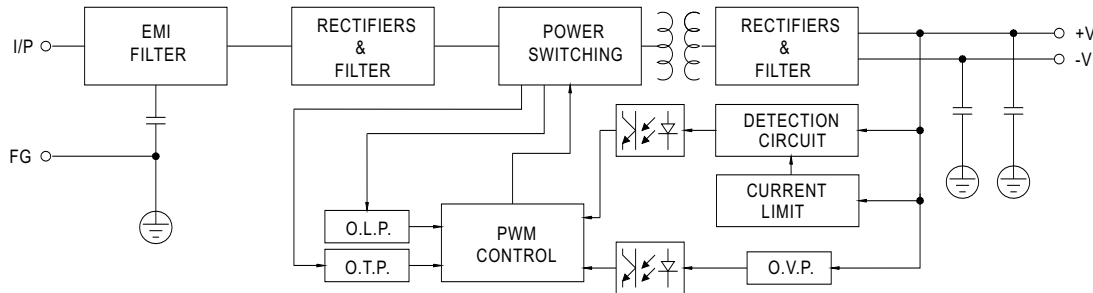 I/P
EMI
FILTER
RECTIFIERS
&
FILTER
POWER
SWITCHING
RECTIFIERS
&
FILTER
+V
-V
FG
DETECTION
CIRCUIT
CURRENT
LIMIT
O.L.P.
O.T.P.
PWM
CONTROL
O.V.P.